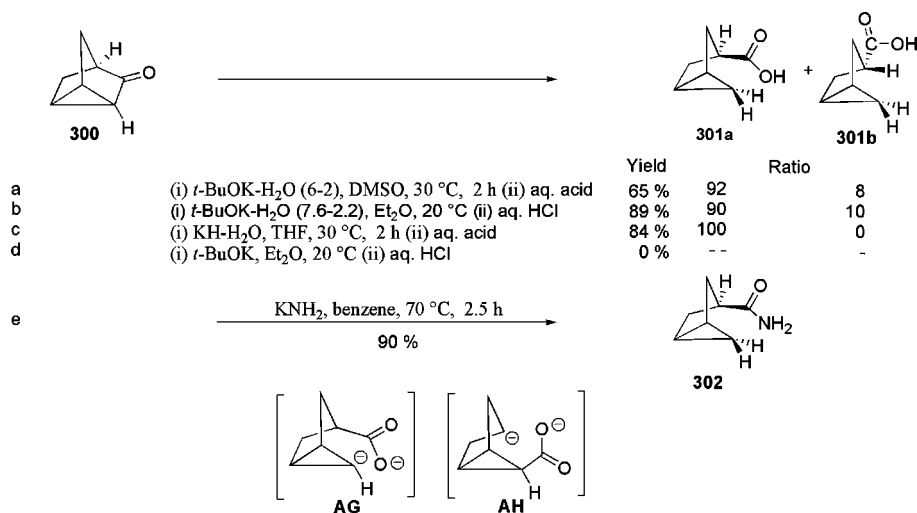 H
O
H
300
H
O
OH
H
H
301a
+
O
C-OH
H
H
H
301b
Yield Ratio
a (i) t-BuOK-H₂O (6-2), DMSO, 30 °C, 2 h (ii) aq. acid 65 % 92 8
b (i) t-BuOK-H₂O (7.6-2.2), Et₂O, 20 °C (ii) aq. HCl 89 % 90 10
c (i) KH-H₂O, THF, 30 °C, 2 h (ii) aq. acid 84 % 100 0
d (i) t-BuOK, Et₂O, 20 °C (ii) aq. HCl 0 % - - -
e KNH₂, benzene, 70 °C, 2.5 h
90 %
H
O
NH₂
H
H
302
O
⊖
O⊖
H
AG
⊖
O⊖
O
H
AH